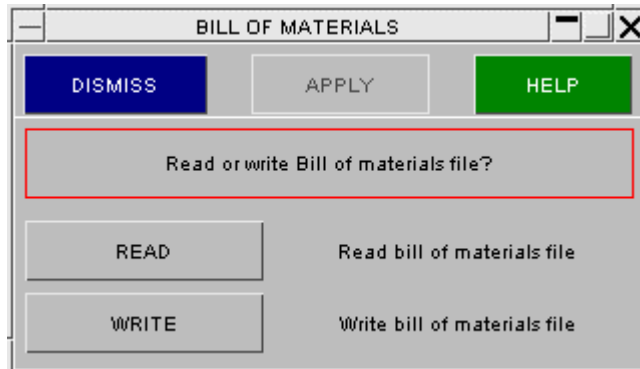 BILL OF MATERIALS
DISMISS APPLY HELP
Read or write Bill of materials file?
READ Read bill of materials file
WRITE Write bill of materials file